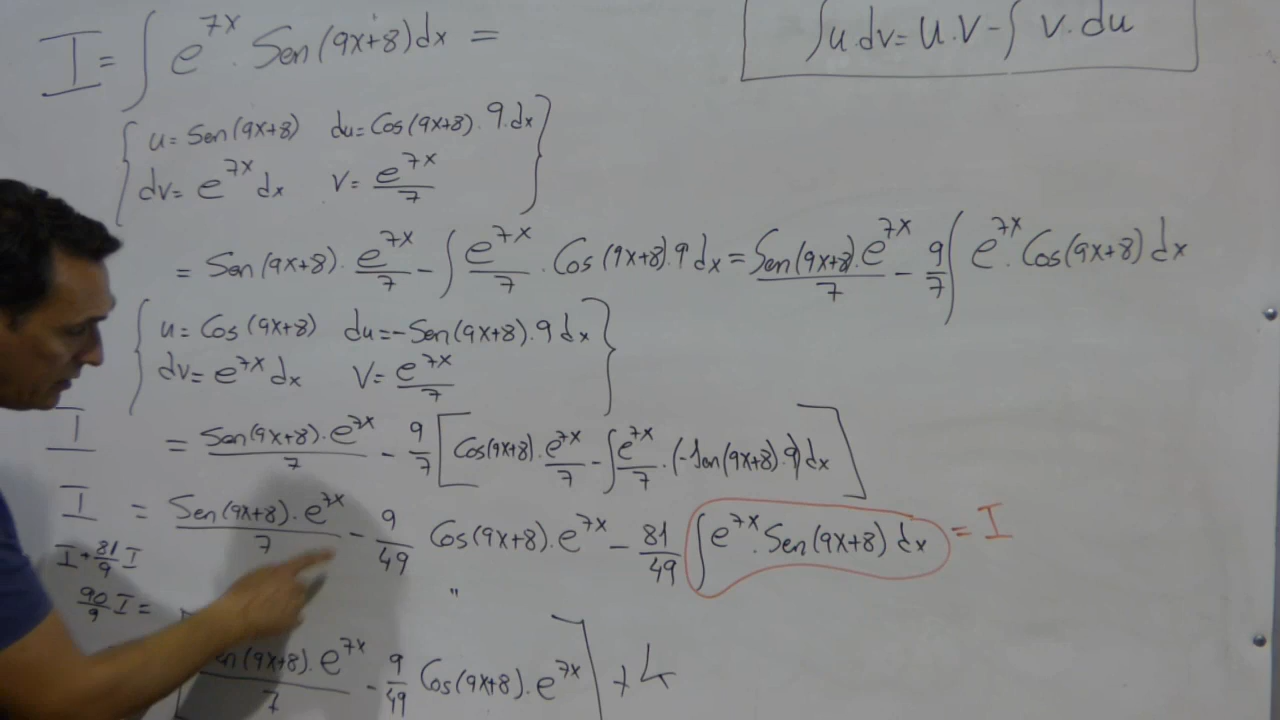 I = ∫ e^7x . Sen(9x+8) dx =
∫u.dv = u.v - ∫ v.du
u = Sen(9x+8) du = Cos(9x+8) . 9.dx
dv = e^7x dx v = e^7x/7
= Sen(9x+8) . e^7x/7 - ∫ e^7x/7 . Cos(9x+8) . 9 dx = Sen(9x+8).e^7x/7 - 9/7 ∫ e^7x . Cos(9x+8) dx
u = Cos(9x+8) du = -Sen(9x+8) . 9 dx
dv = e^7x dx v = e^7x/7
I = Sen(9x+8).e^7x/7 - 9/7 [Cos(9x+8) . e^7x/7 - ∫ e^7x/7 . (-Sen(9x+8).9) dx]
I = Sen(9x+8).e^7x/7 - 9/49 Cos(9x+8).e^7x - 81/49 ∫ e^7x . Sen(9x+8) dx = I
I + 81/9 I
90/9 I = "
en(9x+8).e^7x/7 - 9/49 Cos(9x+8).e^7x] +